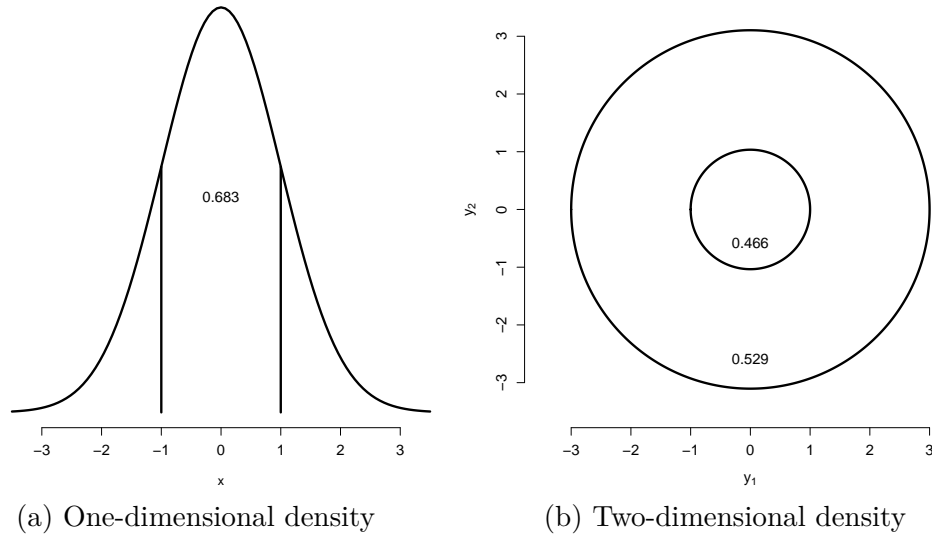 0.683
−3 −2 −1 0 1 2 3
x
(a) One-dimensional density
3
2
1
0
−1
−2
−3
y2
0.466
0.529
−3 −2 −1 0 1 2 3
y1
(b) Two-dimensional density